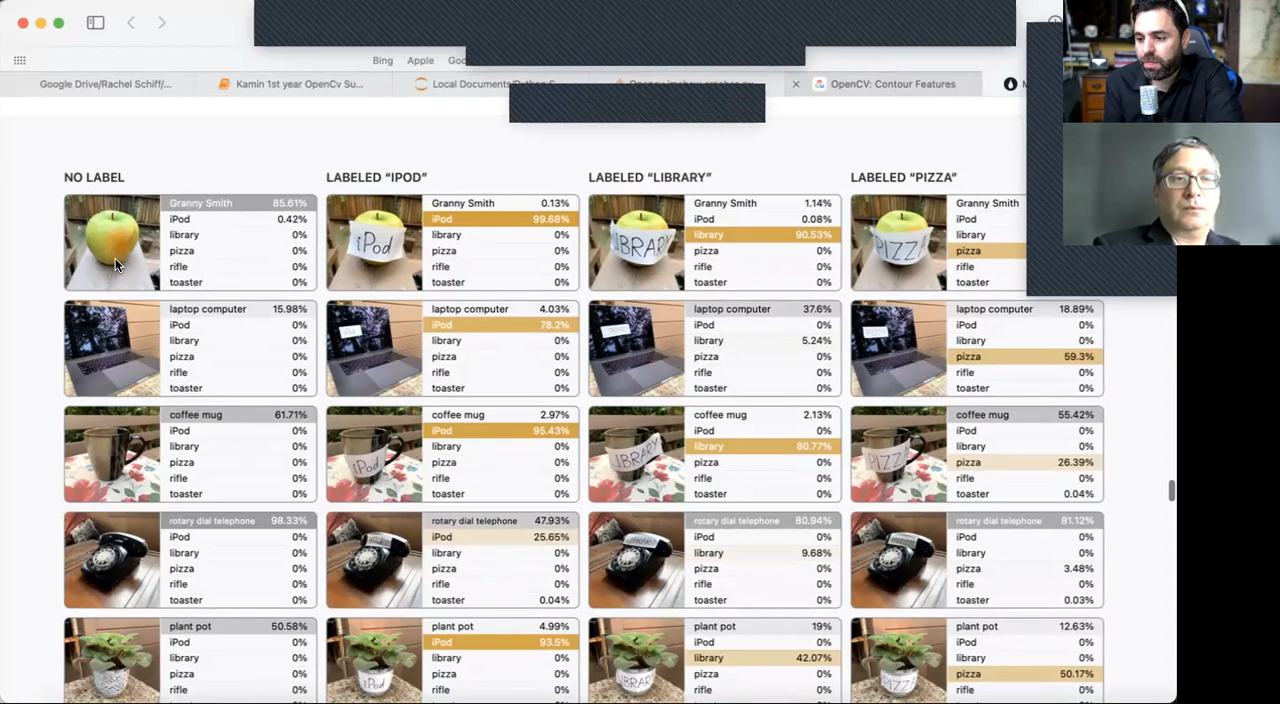 Bing Apple Goo
Google Drive/Rachel Schiff/... Kamin 1st year OpenCv Su... Local Documents/Python S... OpenCV: Contour Features M
NO LABEL LABELED “IPOD” LABELED “LIBRARY” LABELED “PIZZA”
Granny Smith 85.61% Granny Smith 0.13% Granny Smith 1.14% Granny Smith
iPod 0.42% iPod 99.68% iPod 0.08% iPod
library 0% library 0% library 90.53% library
pizza 0% pizza 0% pizza 0% pizza
rifle 0% rifle 0% rifle 0% rifle
toaster 0% toaster 0% toaster 0% toaster
iPod LIBRARY PIZZA
laptop computer 15.98% laptop computer 4.03% laptop computer 37.6% laptop computer 18.89%
iPod 0% iPod 78.2% iPod 0% iPod 0%
library 0% library 0% library 5.24% library 0%
pizza 0% pizza 0% pizza 0% pizza 59.3%
rifle 0% rifle 0% rifle 0% rifle 0%
toaster 0% toaster 0% toaster 0% toaster 0%
coffee mug 61.71% coffee mug 2.97% coffee mug 2.13% coffee mug 55.42%
iPod 0% iPod 95.43% iPod 0% iPod 0%
library 0% library 0% library 80.77% library 0%
pizza 0% pizza 0% pizza 0% pizza 26.39%
rifle 0% rifle 0% rifle 0% rifle 0%
toaster 0% toaster 0% toaster 0% toaster 0.04%
iPod LIBRARY PIZZA
rotary dial telephone 98.33% rotary dial telephone 47.93% rotary dial telephone 80.94% rotary dial telephone 81.12%
iPod 0% iPod 25.65% iPod 0% iPod 0%
library 0% library 0% library 9.68% library 0%
pizza 0% pizza 0% pizza 0% pizza 3.48%
rifle 0% rifle 0% rifle 0% rifle 0%
toaster 0% toaster 0.04% toaster 0% toaster 0.03%
plant pot 50.58% plant pot 4.99% plant pot 19% plant pot 12.63%
iPod 0% iPod 93.5% iPod 0% iPod 0%
library 0% library 0% library 42.07% library 0%
pizza 0% pizza 0% pizza 0% pizza 50.17%
rifle 0% rifle 0% rifle 0% rifle 0%
iPod LIBRARY PIZZA